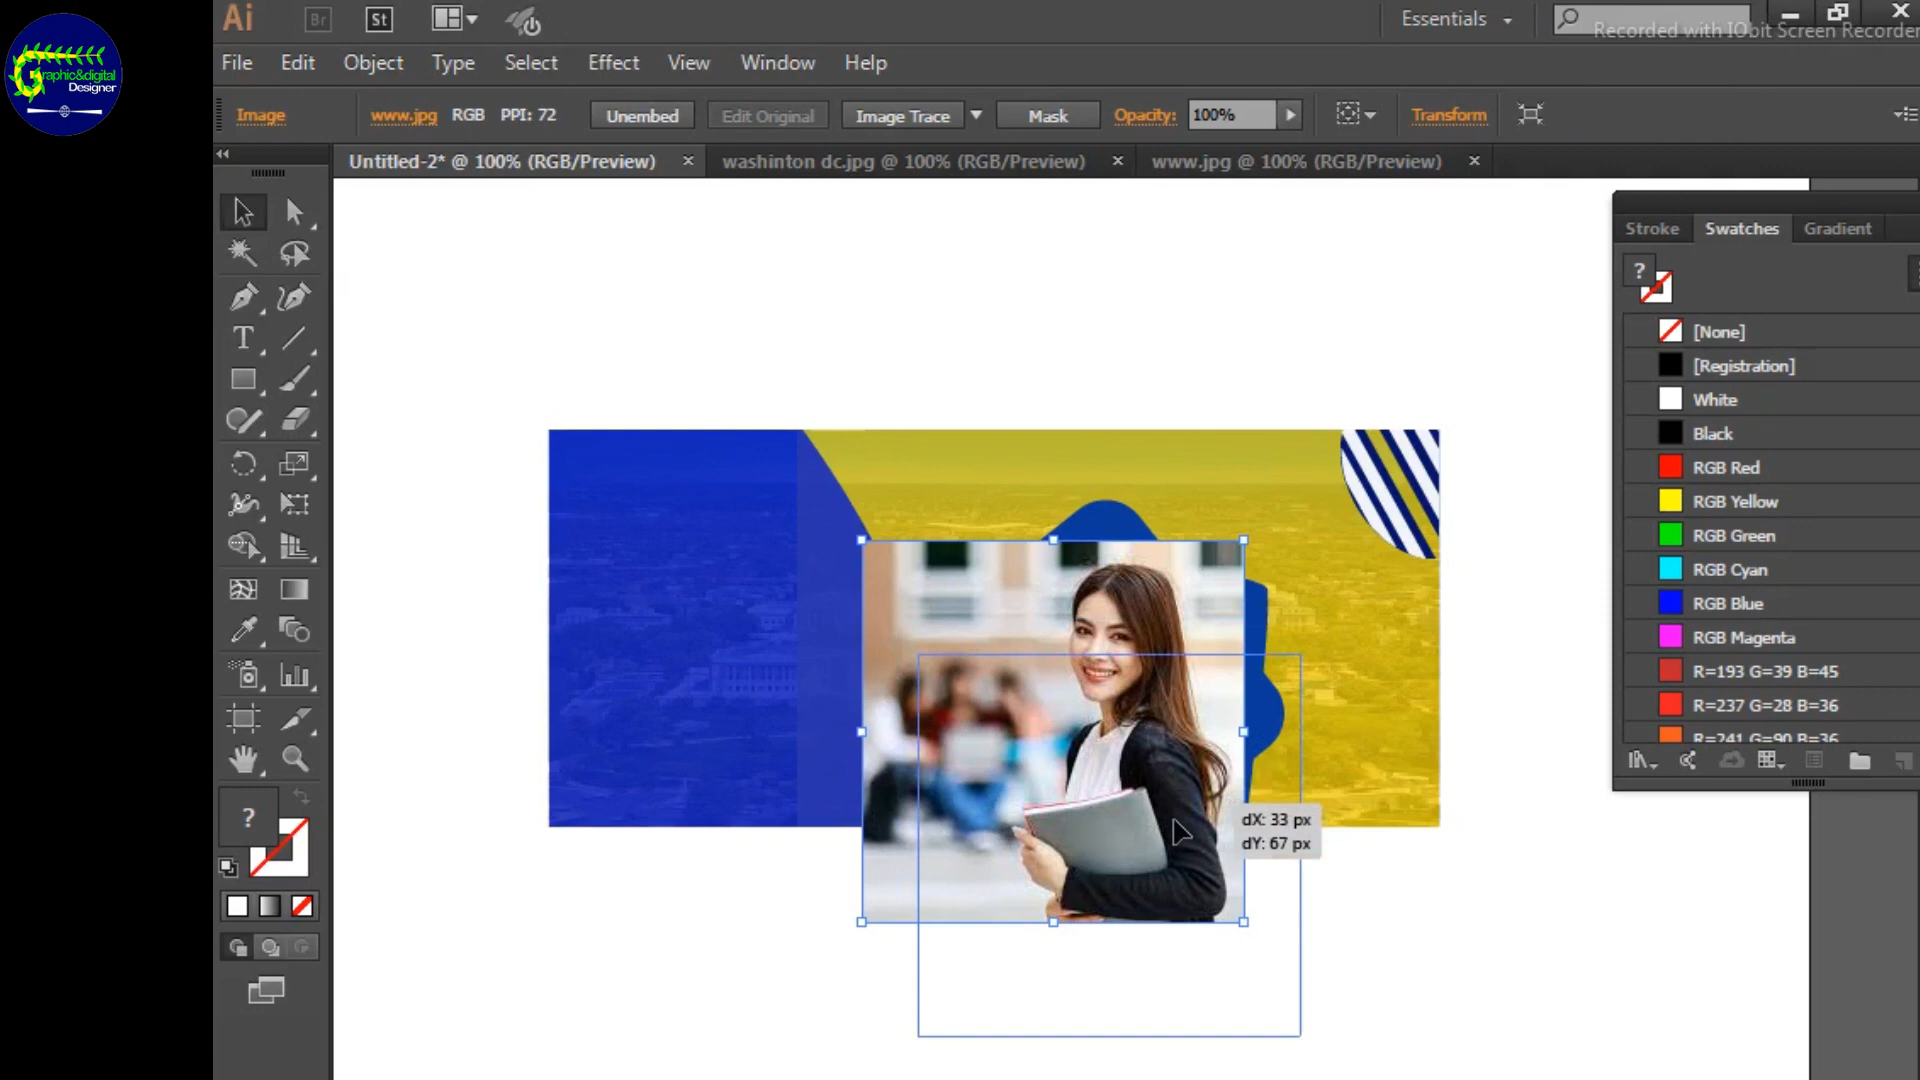 Graphic&digital
Designer
Ai
Br
St
Essentials
Recorded with IObit Screen Recorder
File Edit Object Type Select Effect View Window Help
Image www.jpg RGB PPI: 72 Unembed Edit Original Image Trace Mask Opacity: 100% Transform
Untitled-2* @ 100% (RGB/Preview) × washinton dc.jpg @ 100% (RGB/Preview) × www.jpg @ 100% (RGB/Preview) ×
Stroke Swatches Gradient
?
[None]
[Registration]
White
Black
RGB Red
RGB Yellow
RGB Green
RGB Cyan
RGB Blue
RGB Magenta
R=193 G=39 B=45
R=237 G=28 B=36
R=241 G=90 B=36
T
?
dX: 33 px
dY: 67 px